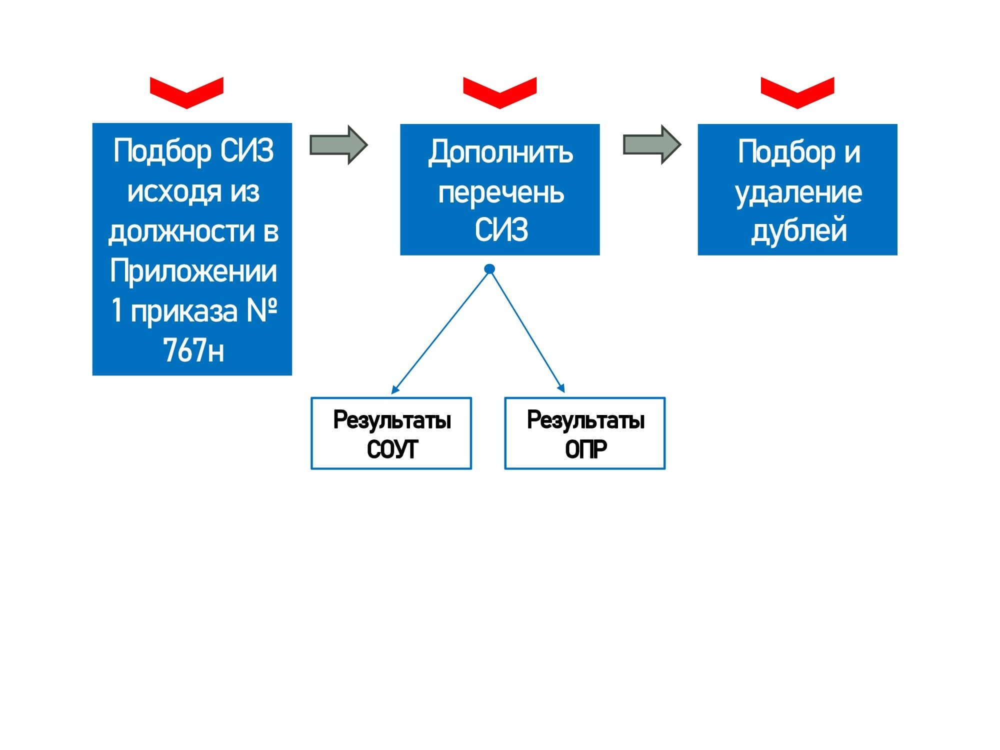 Подбор СИЗ
исходя из
должности в
Приложении
1 приказа №
767н
Дополнить
перечень
СИЗ
Подбор и
удаление
дублей
Результаты
СОУТ
Результаты
ОПР